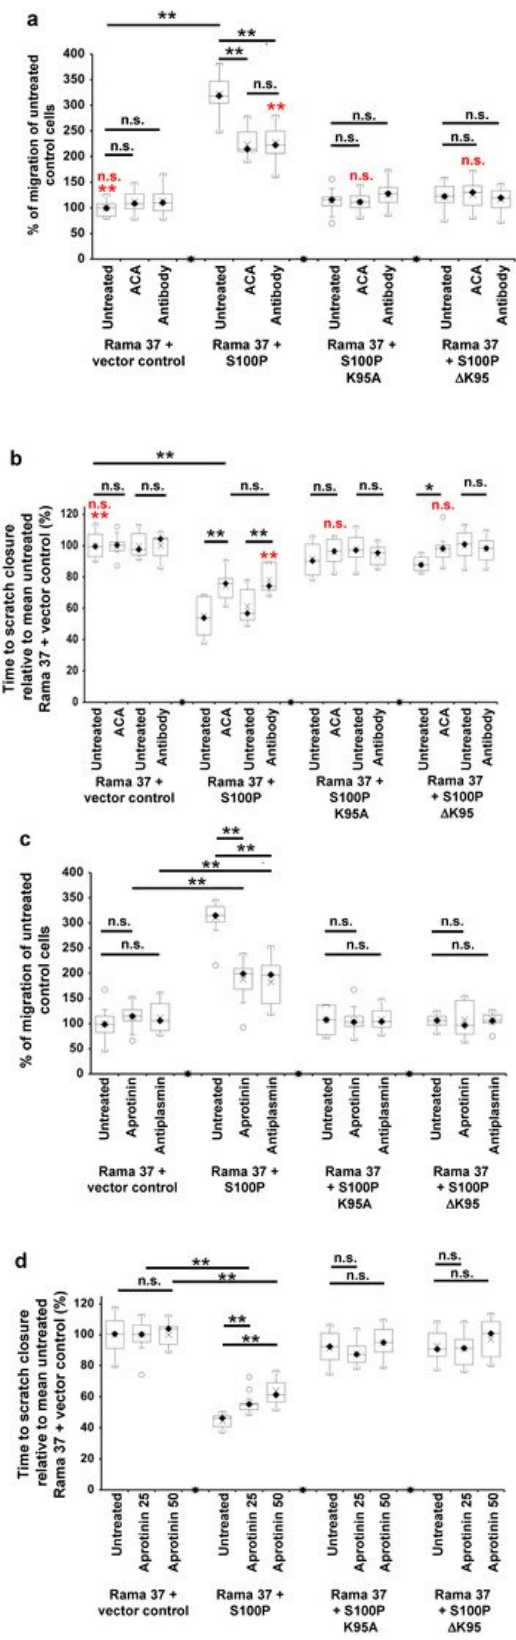 a
**
**
**
n.s.
**
n.s.
n.s.
n.s.
**
n.s.
n.s.
n.s.
n.s.
n.s.
n.s.
% of migration of untreated
control cells
400
350
300
250
200
150
100
50
0
Untreated
ACA
Antibody
Untreated
ACA
Antibody
Untreated
ACA
Antibody
Untreated
ACA
Antibody
Rama 37 +
vector control
Rama 37 +
S100P
Rama 37 +
S100P
K95A
Rama 37
+ S100P
ΔK95
b
**
n.s.
n.s.
n.s.
**
n.s.
**
**
**
n.s.
n.s.
n.s.
*
n.s.
n.s.
Time to scratch closure
relative to mean untreated
Rama 37 + vector control (%)
120
100
80
60
40
20
0
Untreated
ACA
Untreated
Antibody
Untreated
ACA
Untreated
Antibody
Untreated
ACA
Untreated
Antibody
Untreated
ACA
Untreated
Antibody
Rama 37 +
vector control
Rama 37 +
S100P
Rama 37 +
S100P
K95A
Rama 37
+ S100P
ΔK95
c
**
**
**
**
n.s.
n.s.
n.s.
n.s.
n.s.
n.s.
% of migration of untreated
control cells
400
350
300
250
200
150
100
50
0
Untreated
Aprotinin
Antiplasmin
Untreated
Aprotinin
Antiplasmin
Untreated
Aprotinin
Antiplasmin
Untreated
Aprotinin
Antiplasmin
Rama 37 +
vector control
Rama 37 +
S100P
Rama 37
+ S100P
K95A
Rama 37
+ S100P
ΔK95
d
**
**
n.s.
**
**
n.s.
n.s.
n.s.
n.s.
Time to scratch closure
relative to mean untreated
Rama 37 + vector control (%)
120
100
80
60
40
20
0
Untreated
Aprotinin 25
Aprotinin 50
Untreated
Aprotinin 25
Aprotinin 50
Untreated
Aprotinin 25
Aprotinin 50
Untreated
Aprotinin 25
Aprotinin 50
Rama 37 +
vector control
Rama 37 +
S100P
Rama 37
+ S100P
K95A
Rama 37
+ S100P
ΔK95